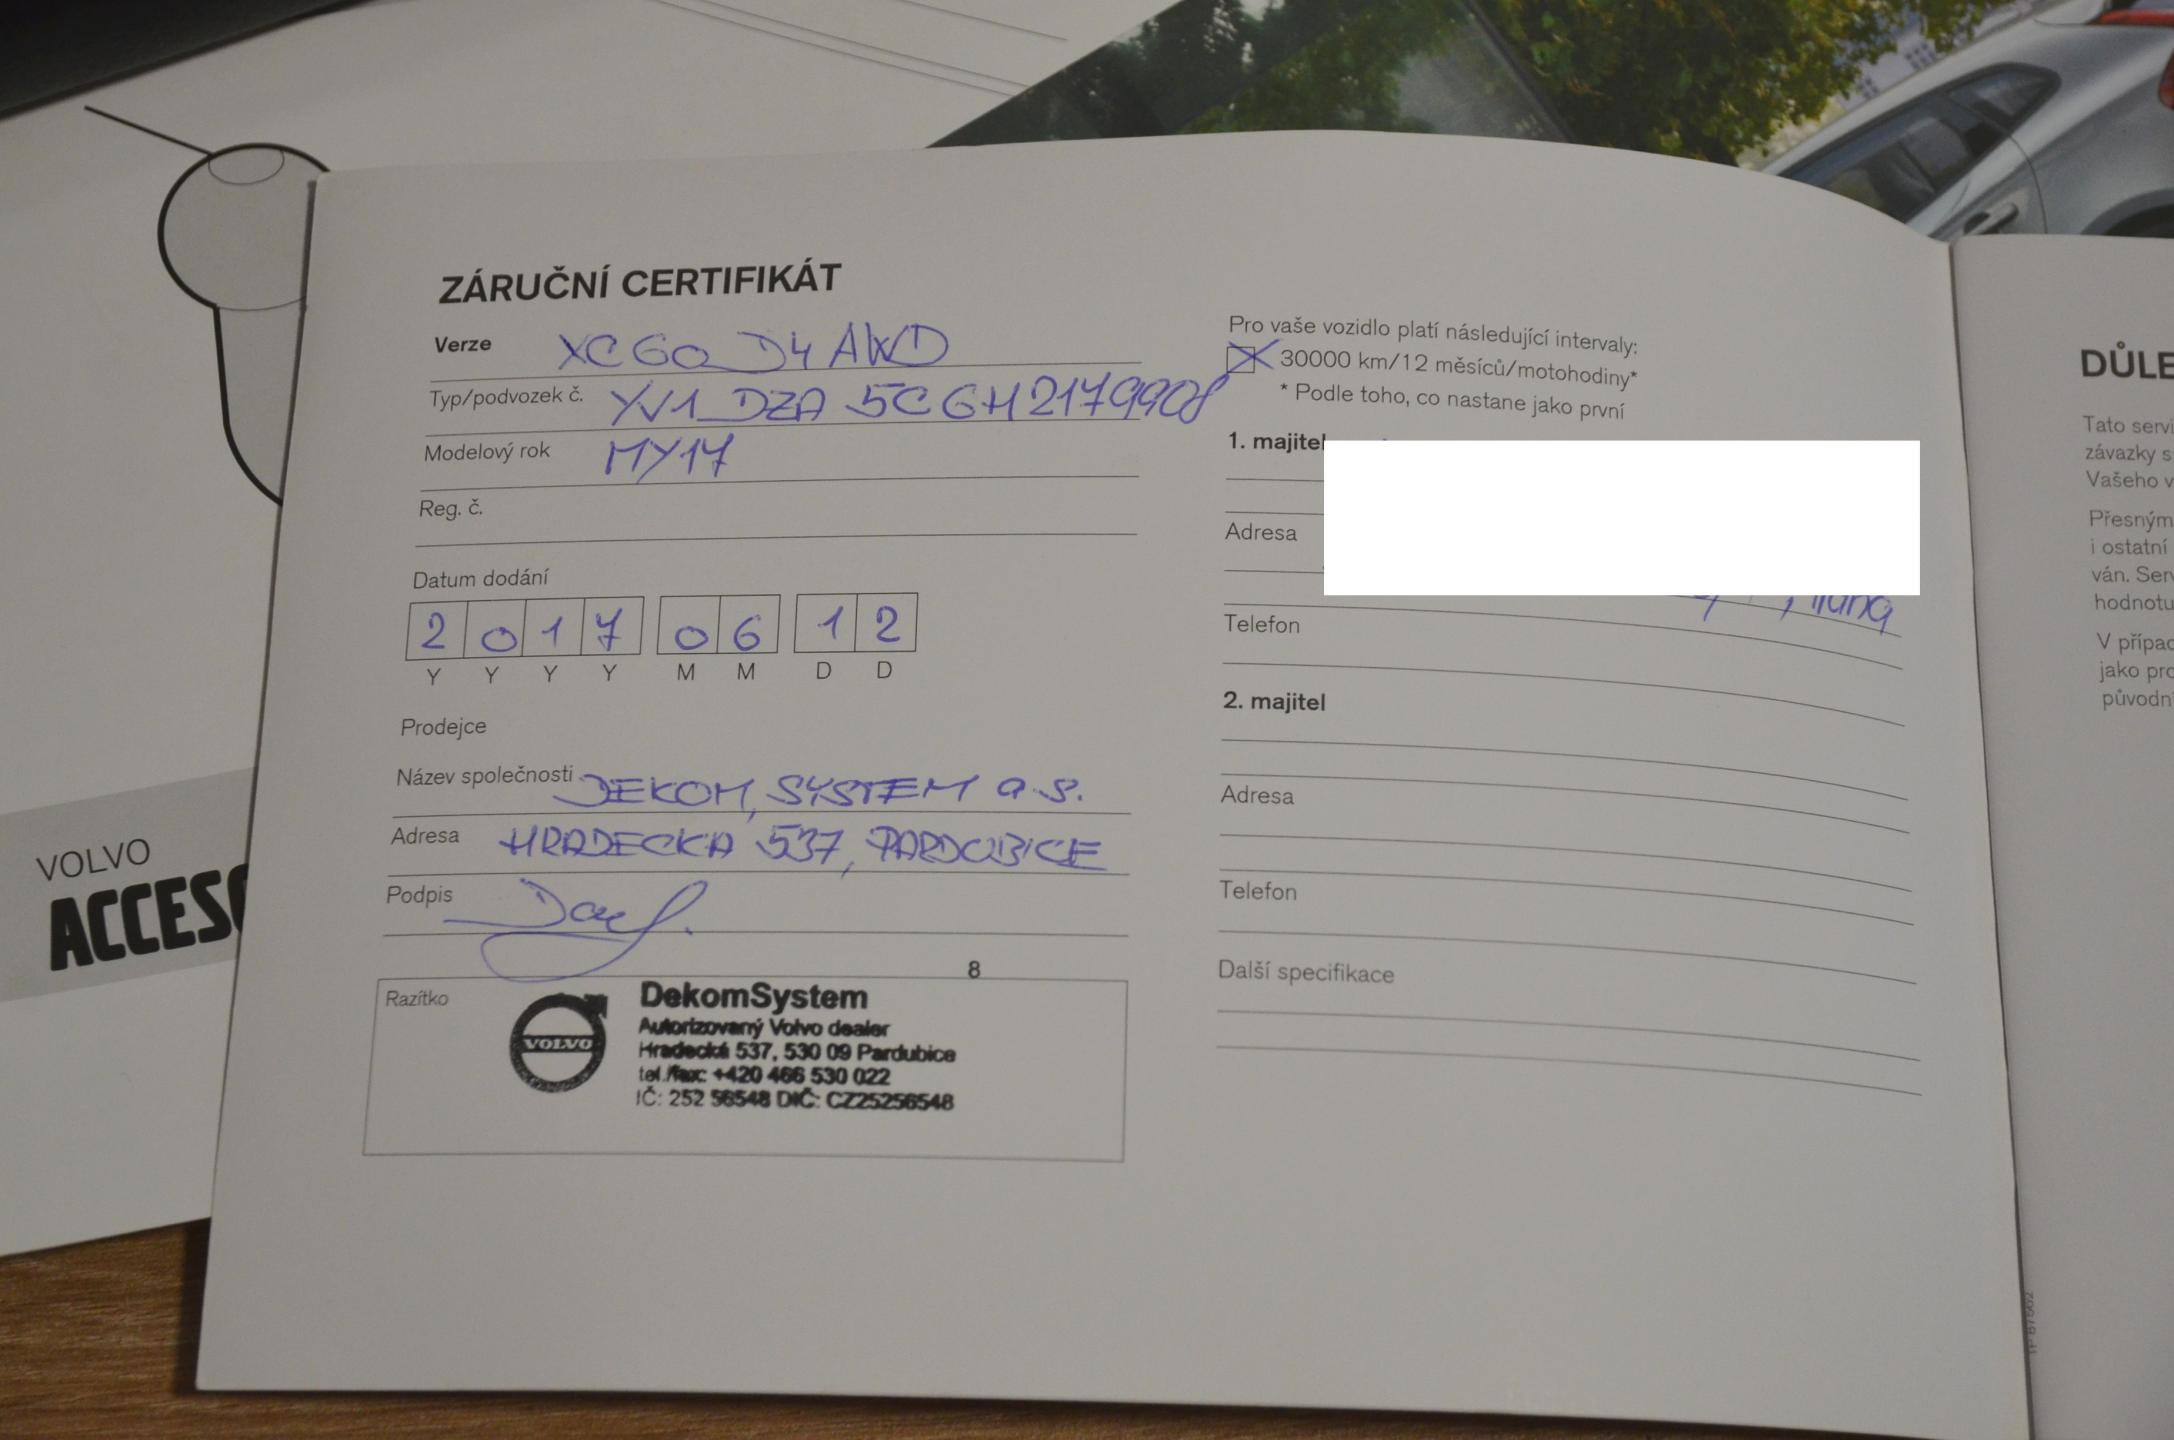 ZÁRUČNÍ CERTIFIKÁT
Verze XC60 D4 AWD
Typ/podvozek č. YV1 DZA 5C6H2179908
Modelový rok MY17
Reg. č.
Datum dodání
2017 06 12
Y Y Y Y M M D D
Prodejce
Název společnosti DEKOM, SYSTEM a.s.
Adresa HRADECKA 537, PARDUBICE
Podpis
8
Razítko
VOLVO
DekomSystem
Autorizovaný Volvo dealer
Hradecká 537, 530 09 Pardubice
tel./fax: +420 466 530 022
IČ: 252 56548 DIČ: CZ25256548
Pro vaše vozidlo platí následující intervaly:
X 30000 km/12 měsíců/motohodiny*
* Podle toho, co nastane jako první
1. majitel
Adresa
Telefon
2. majitel
Adresa
Telefon
Další specifikace
VOLVO
ACCESO
DŮLE
Tato servi
závazky s
Vašeho v
Přesným
i ostatní
ván. Serv
hodnotu
V případ
jako pro
původn